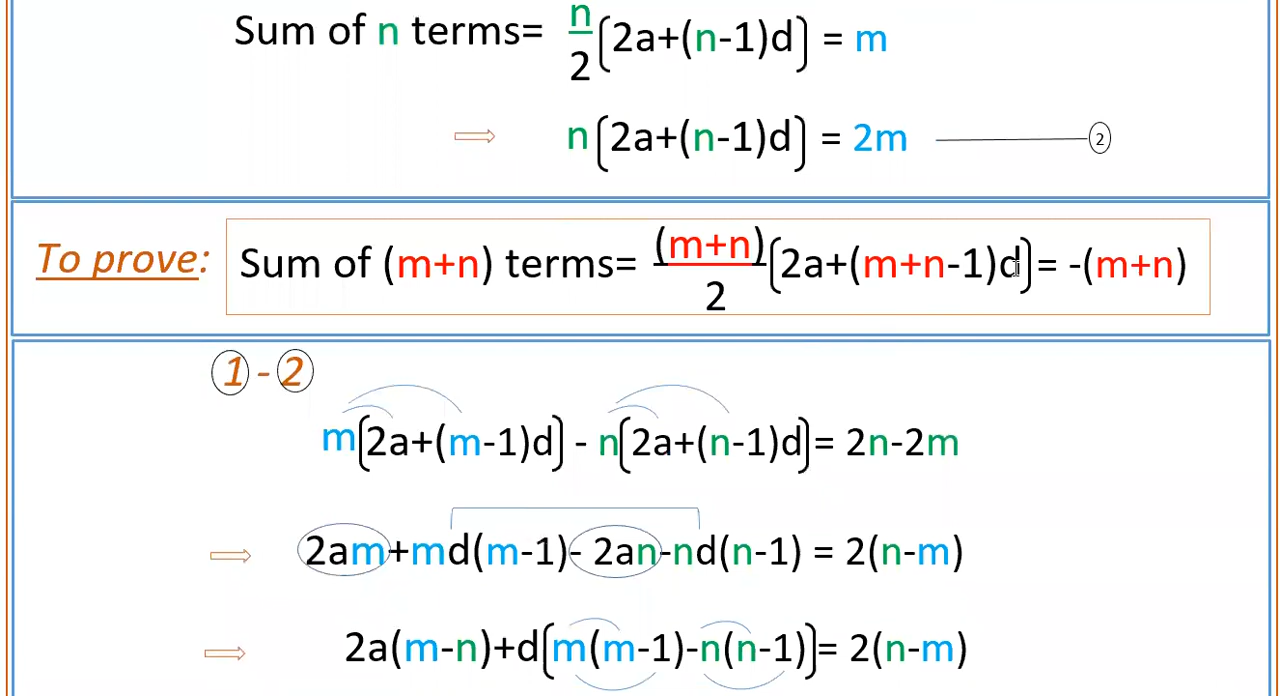 Sum of n terms= n/2 [2a+(n-1)d] = m
⇒ n[2a+(n-1)d] = 2m ——— ②
To prove: Sum of (m+n) terms= (m+n)/2 [2a+(m+n-1)d]= -(m+n)
① - ②
m[2a+(m-1)d] - n[2a+(n-1)d]= 2n-2m
⇒ 2am+md(m-1)- 2an-nd(n-1) = 2(n-m)
⇒ 2a(m-n)+d[m(m-1)-n(n-1)]= 2(n-m)